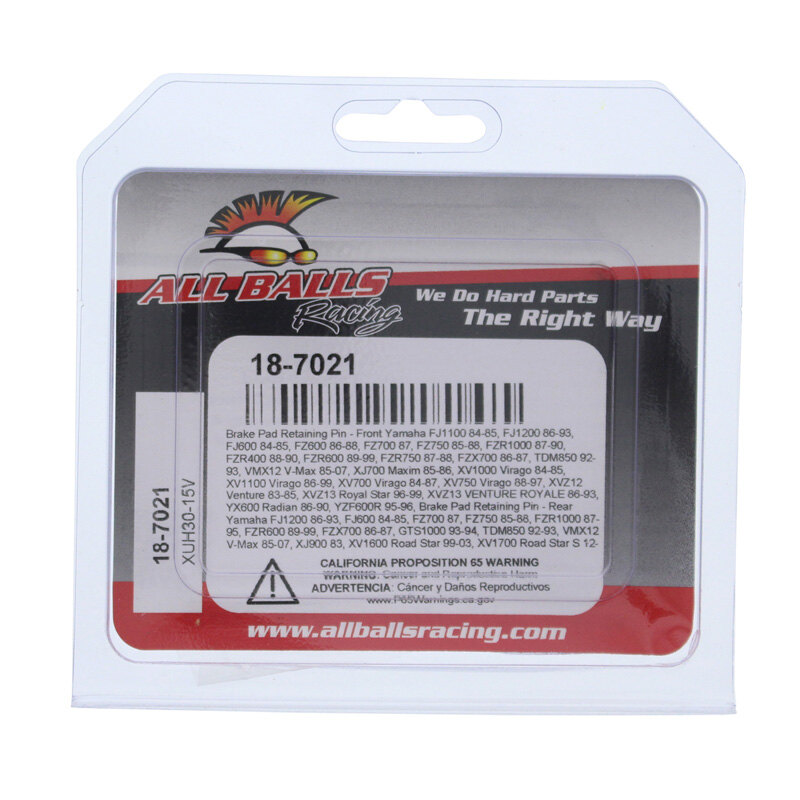 ALL BALLS
Racing
We Do Hard Parts
The Right Way
18-7021
Brake Pad Retaining Pin - Front Yamaha FJ1100 84-85, FJ1200 86-93,
FJ600 84-85, FZ600 86-88, FZ700 87, FZ750 85-88, FZR1000 87-90,
FZR400 88-90, FZR600 89-99, FZR750 87-88, FZX700 86-87, TDM850 92-
93, VMX12 V-Max 85-07, XJ700 Maxim 85-86, XV1000 Virago 84-85,
XV1100 Virago 86-99, XV700 Virago 84-87, XV750 Virago 88-97, XVZ12
Venture 83-85, XVZ13 Royal Star 96-99, XVZ13 VENTURE ROYALE 86-93,
YX600 Radian 86-90, YZF600R 95-96, Brake Pad Retaining Pin - Rear
Yamaha FJ1200 86-93, FJ600 84-85, FZ700 87, FZ750 85-88, FZR1000 87-
95, FZR600 89-99, FZX700 86-87, GTS1000 93-94, TDM850 92-93, VMX12
V-Max 85-07, XJ900 83, XV1600 Road Star 99-03, XV1700 Road Star S 12-
CALIFORNIA PROPOSITION 65 WARNING
WARNING: Cancer and Reproductive Harm
ADVERTENCIA: Cáncer y Daños Reproductivos
www.P65Warnings.ca.gov
18-7021
XUH30-15V
www.allballsracing.com